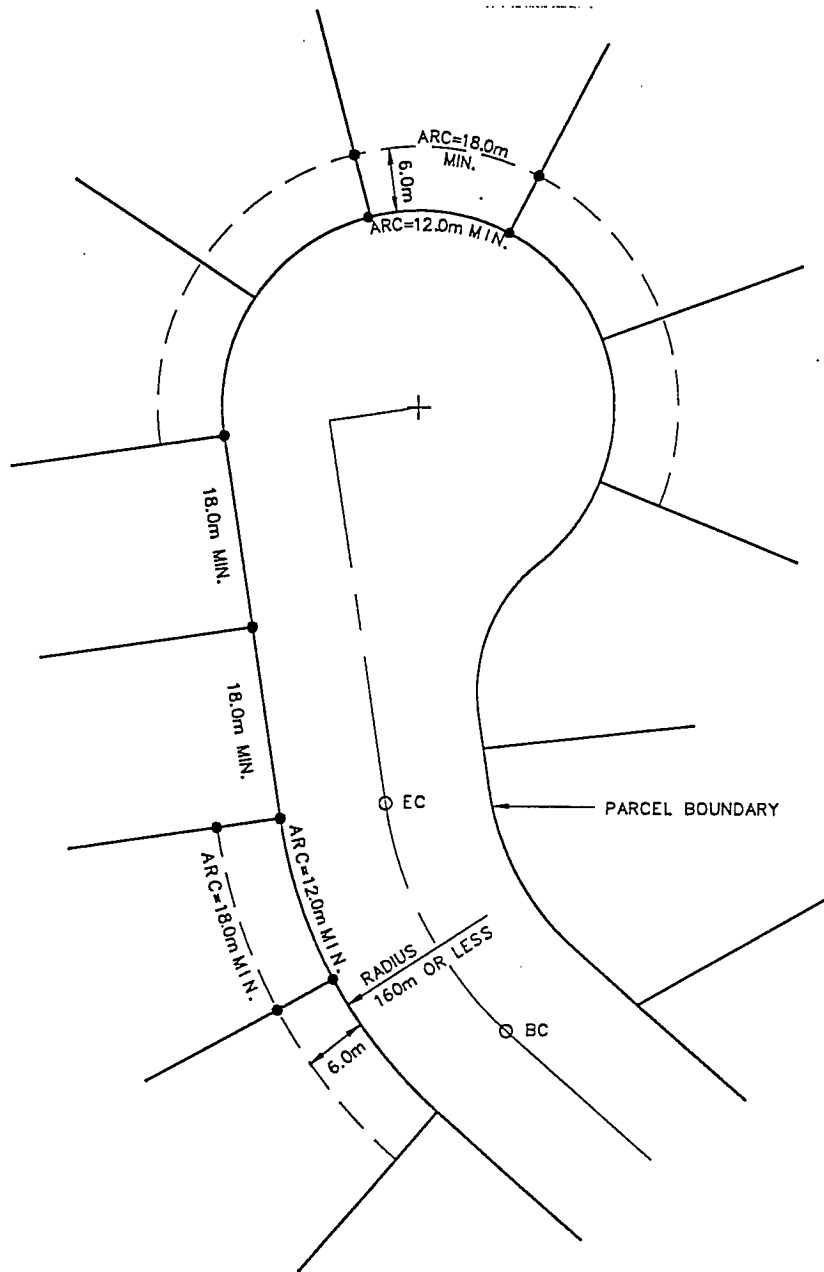 ARC=18.0m
MIN.
6.0m
ARC=12.0m MIN.
18.0m MIN.
18.0m MIN.
EC
PARCEL BOUNDARY
ARC=12.0m MIN.
ARC=18.0m MIN.
RADIUS
160m OR LESS
BC
6.0m